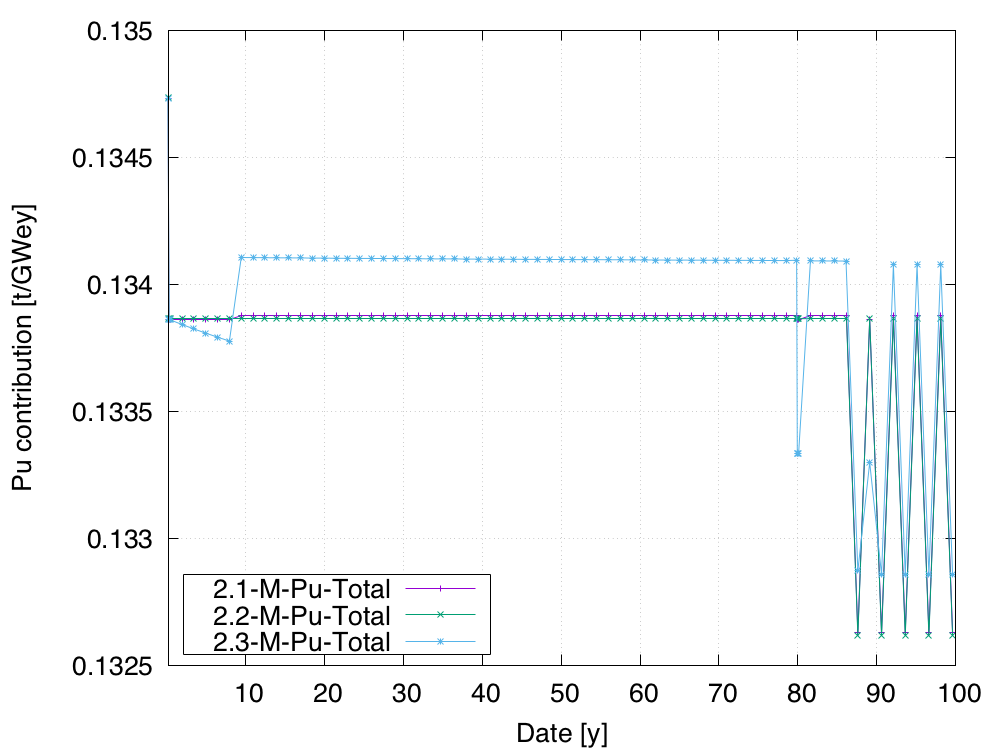 0.135
0.1345
0.134
0.1335
0.133
0.1325
Pu contribution [t/GWey]
2.1-M-Pu-Total
2.2-M-Pu-Total
2.3-M-Pu-Total
10 20 30 40 50 60 70 80 90 100
Date [y]